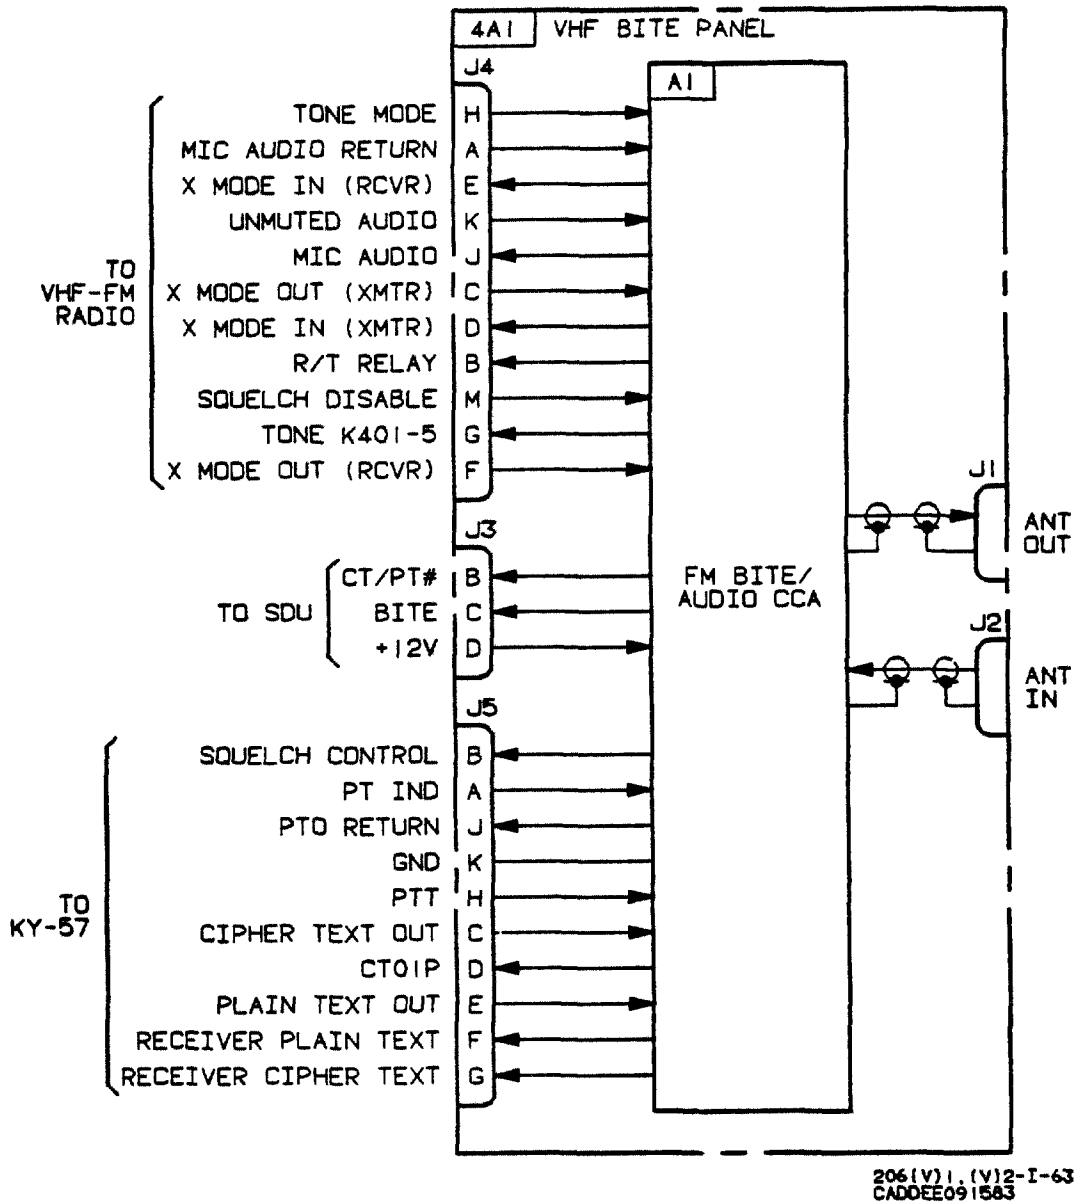 4A1 VHF BITE PANEL
J4
A1
TONE MODE H
MIC AUDIO RETURN A
X MODE IN (RCVR) E
UNMUTED AUDIO K
MIC AUDIO J
TO
VHF-FM
RADIO
X MODE OUT (XMTR) C
X MODE IN (XMTR) D
R/T RELAY B
SQUELCH DISABLE M
TONE K401-5 G
X MODE OUT (RCVR) F
J1
ANT
OUT
J3
TO SDU
CT/PT# B
BITE C
+12V D
FM BITE/
AUDIO CCA
J2
ANT
IN
J5
SQUELCH CONTROL B
PT IND A
PTO RETURN J
GND K
PTT H
TO
KY-57
CIPHER TEXT OUT C
CTOIP D
PLAIN TEXT OUT E
RECEIVER PLAIN TEXT F
RECEIVER CIPHER TEXT G
206(V)1, (V)2-1-63
CADDEE091583